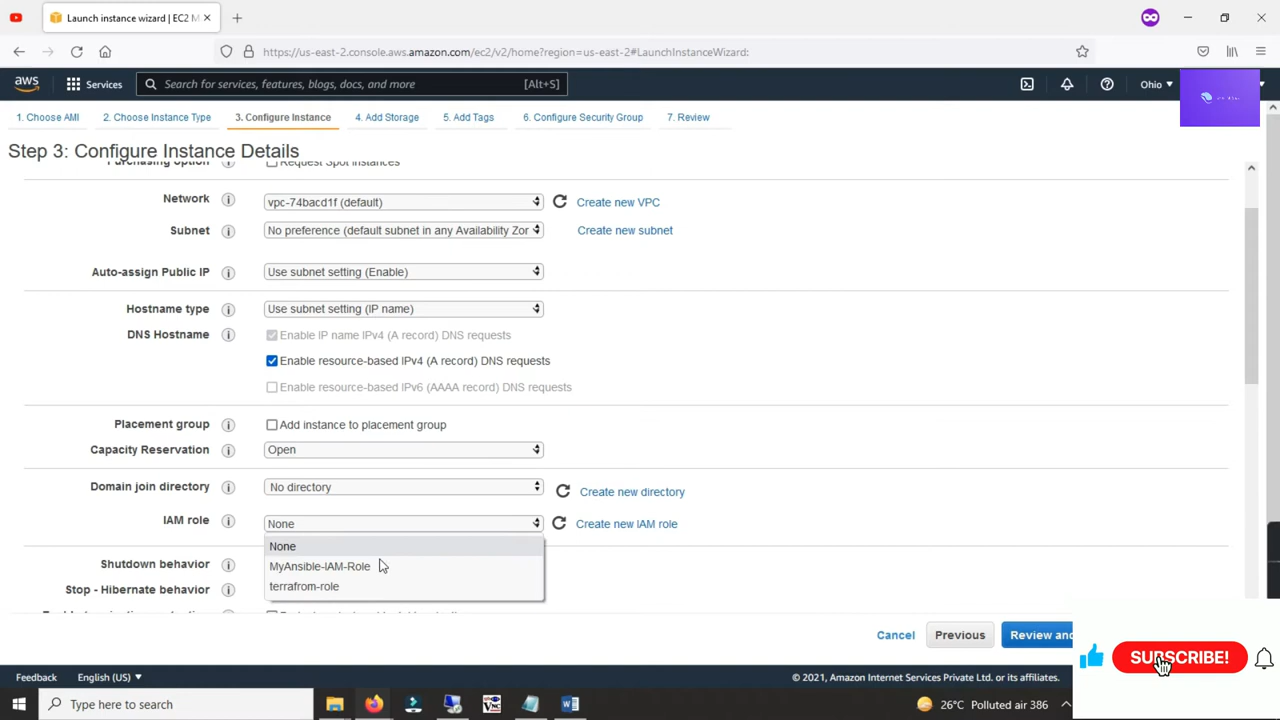 Launch instance wizard | EC2 M
https://us-east-2.console.aws.amazon.com/ec2/v2/home?region=us-east-2#LaunchInstanceWizard:
aws
Services
Search for services, features, blogs, docs, and more
[Alt+S]
Ohio
1. Choose AMI
2. Choose Instance Type
3. Configure Instance
4. Add Storage
5. Add Tags
6. Configure Security Group
7. Review
Step 3: Configure Instance Details
Purchasing option
Request Spot instances
Network
vpc-74bacd1f (default)
Create new VPC
Subnet
No preference (default subnet in any Availability Zor
Create new subnet
Auto-assign Public IP
Use subnet setting (Enable)
Hostname type
Use subnet setting (IP name)
DNS Hostname
Enable IP name IPv4 (A record) DNS requests
Enable resource-based IPv4 (A record) DNS requests
Enable resource-based IPv6 (AAAA record) DNS requests
Placement group
Add instance to placement group
Capacity Reservation
Open
Domain join directory
No directory
Create new directory
IAM role
None
Create new IAM role
None
MyAnsible-IAM-Role
terrafrom-role
Shutdown behavior
Stop - Hibernate behavior
Cancel
Previous
Review and
SUBSCRIBE!
Feedback
English (US)
© 2021, Amazon Internet Services Private Ltd. or its affiliates.
Type here to search
26°C Polluted air 386